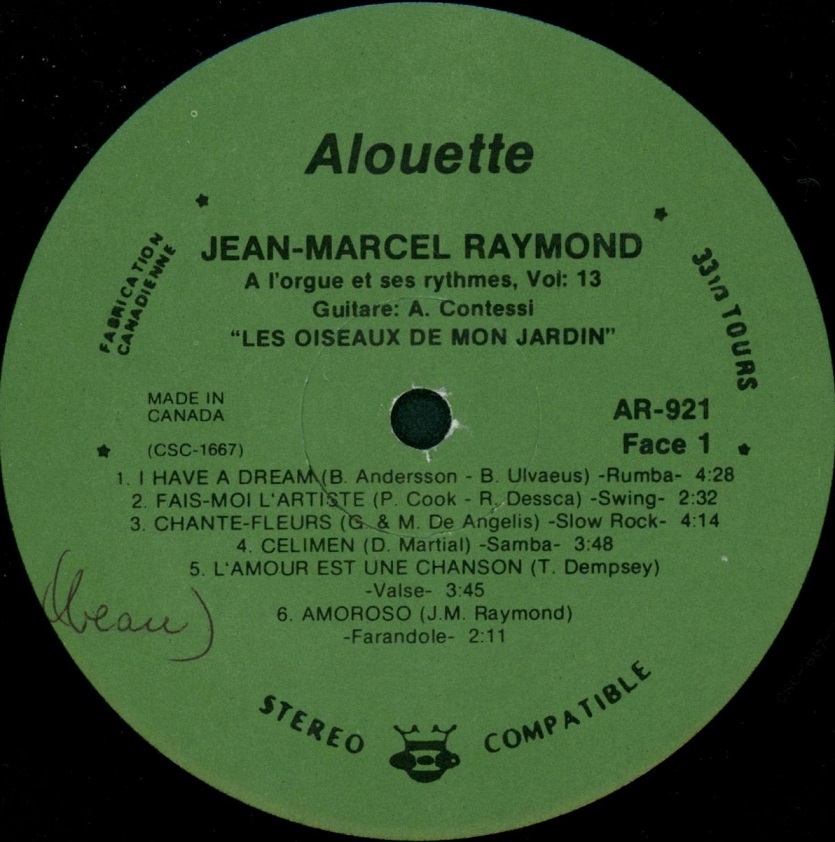 Alouette
FABRICATION
CANADIENNE
33 1/3 TOURS
JEAN-MARCEL RAYMOND
A l'orgue et ses rythmes, Vol: 13
Guitare: A. Contessi
“LES OISEAUX DE MON JARDIN”
MADE IN
CANADA
AR-921
(CSC-1667)
Face 1
1. I HAVE A DREAM (B. Andersson - B. Ulvaeus) -Rumba- 4:28
2. FAIS-MOI L'ARTISTE (P. Cook - R. Dessca) -Swing- 2:32
3. CHANTE-FLEURS (G. & M. De Angelis) -Slow Rock- 4:14
4. CELIMEN (D. Martial) -Samba- 3:48
5. L'AMOUR EST UNE CHANSON (T. Dempsey)
-Valse- 3:45
6. AMOROSO (J.M. Raymond)
-Farandole- 2:11
STEREO COMPATIBLE